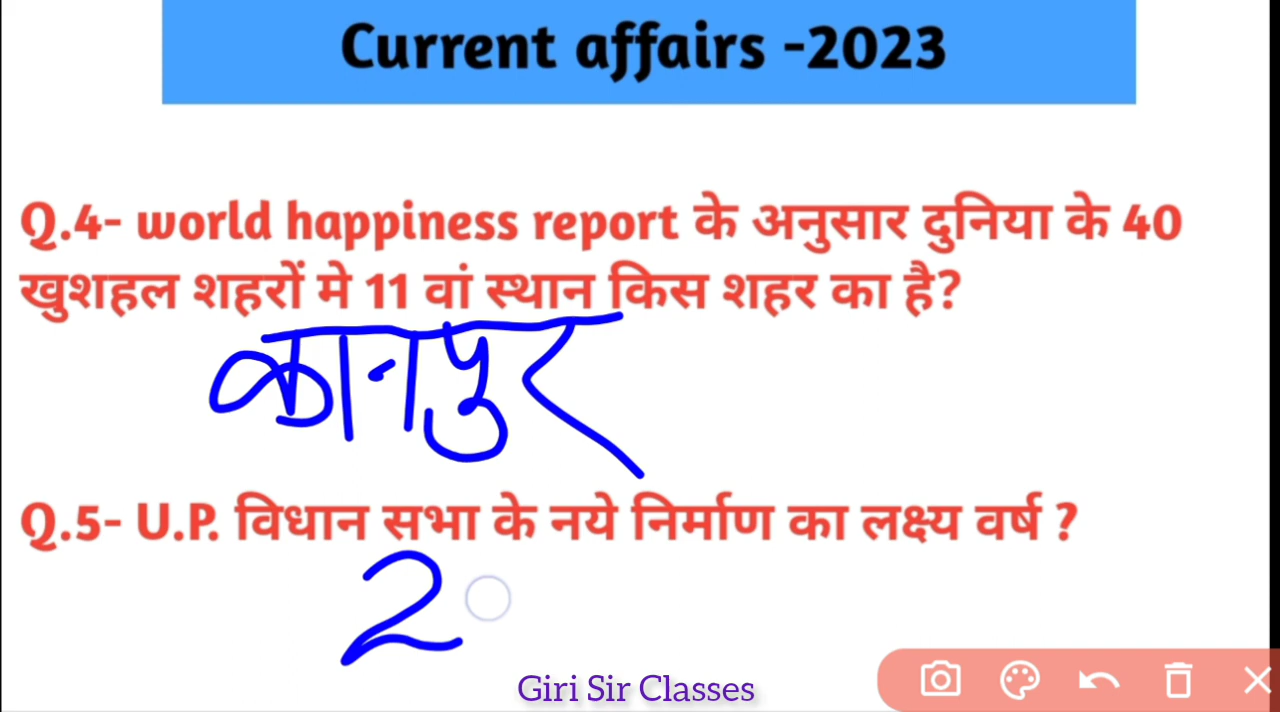 Current affairs -2023
Q.4- world happiness report के अनुसार दुनिया के 40
खुशहल शहरों मे 11 वां स्थान किस शहर का है?
कानपुर
Q.5- U.P. विधान सभा के नये निर्माण का लक्ष्य वर्ष ?
2
Giri Sir Classes